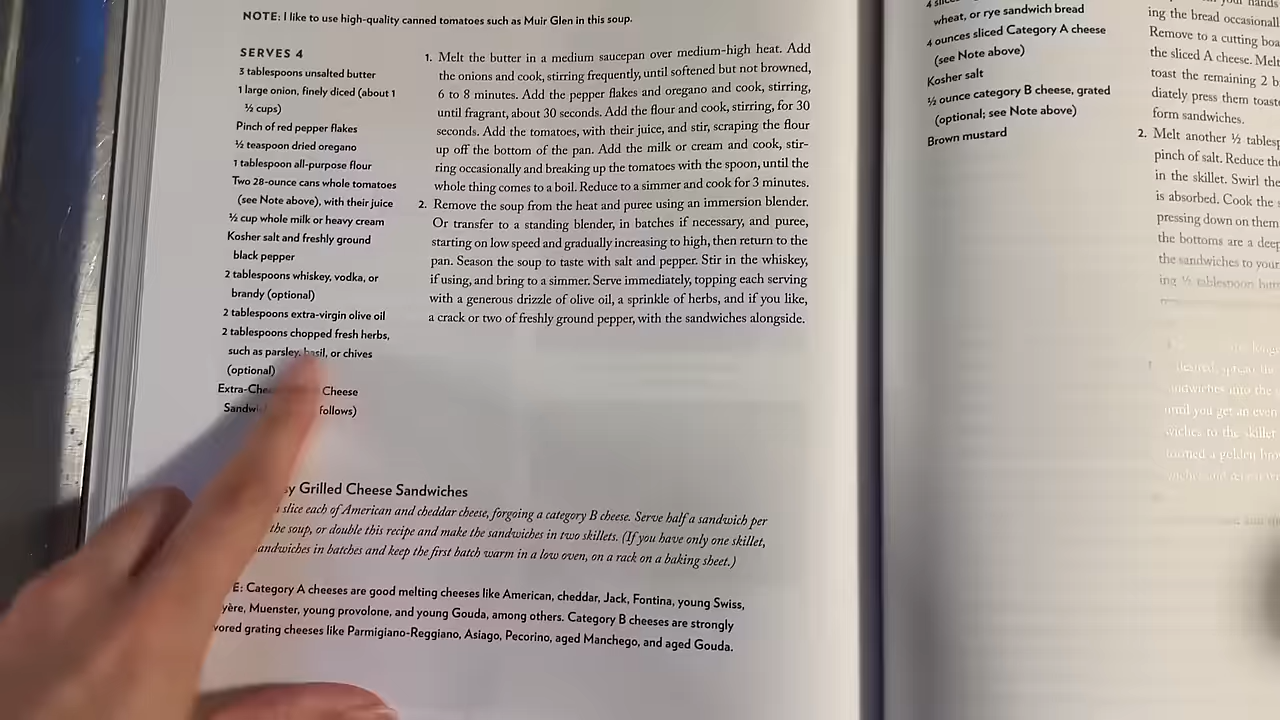 NOTE: I like to use high-quality canned tomatoes such as Muir Glen in this soup.
SERVES 4
3 tablespoons unsalted butter
1 large onion, finely diced (about 1
½ cups)
Pinch of red pepper flakes
½ teaspoon dried oregano
1 tablespoon all-purpose flour
Two 28-ounce cans whole tomatoes
(see Note above), with their juice
½ cup whole milk or heavy cream
Kosher salt and freshly ground
black pepper
2 tablespoons whiskey, vodka, or
brandy (optional)
2 tablespoons extra-virgin olive oil
2 tablespoons chopped fresh herbs,
such as parsley, basil, or chives
(optional)
Cheese
follows)
1. Melt the butter in a medium saucepan over medium-high heat. Add
the onions and cook, stirring frequently, until softened but not browned,
6 to 8 minutes. Add the pepper flakes and oregano and cook, stirring,
until fragrant, about 30 seconds. Add the flour and cook, stirring, for 30
seconds. Add the tomatoes, with their juice, and stir, scraping the flour
up off the bottom of the pan. Add the milk or cream and cook, stir-
ring occasionally and breaking up the tomatoes with the spoon, until the
whole thing comes to a boil. Reduce to a simmer and cook for 3 minutes.
2. Remove the soup from the heat and puree using an immersion blender.
Or transfer to a standing blender, in batches if necessary, and puree,
starting on low speed and gradually increasing to high, then return to the
pan. Season the soup to taste with salt and pepper. Stir in the whiskey,
if using, and bring to a simmer. Serve immediately, topping each serving
with a generous drizzle of olive oil, a sprinkle of herbs, and if you like,
a crack or two of freshly ground pepper, with the sandwiches alongside.
Grilled Cheese Sandwiches
slice each of American and cheddar cheese, forgoing a category B cheese. Serve half a sandwich per
the soup, or double this recipe and make the sandwiches in two skillets. (If you have only one skillet,
andwiches in batches and keep the first batch warm in a low oven, on a rack on a baking sheet.)
E: Category A cheeses are good melting cheeses like American, cheddar, Jack, Fontina, young Swiss,
yère, Muenster, young provolone, and young Gouda, among others. Category B cheeses are strongly
vored grating cheeses like Parmigiano-Reggiano, Asiago, Pecorino, aged Manchego, and aged Gouda.
wheat, or rye sandwich bread
4 ounces sliced Category A cheese
(see Note above)
Kosher salt
½ ounce category B cheese, grated
(optional; see Note above)
Brown mustard
ing the bread occasionall
Remove to a cutting boa
the sliced A cheese. Melt
toast the remaining 2 b
diately press them toast
form sandwiches.
2. Melt another ½ tables
pinch of salt. Reduce the
in the skillet. Swirl the
is absorbed. Cook the
pressing down on them
the bottoms are a deep
the sandwiches to your
ing ½ tablespoon